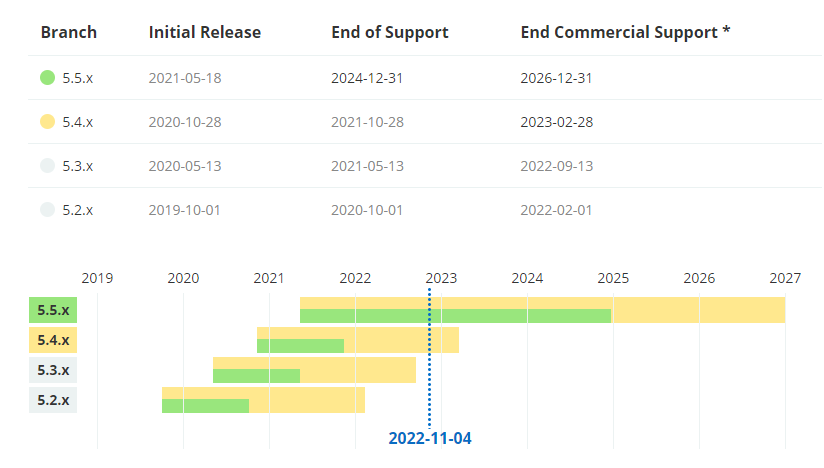 Branch Initial Release End of Support End Commercial Support *
5.5.x 2021-05-18 2024-12-31 2026-12-31
5.4.x 2020-10-28 2021-10-28 2023-02-28
5.3.x 2020-05-13 2021-05-13 2022-09-13
5.2.x 2019-10-01 2020-10-01 2022-02-01
2019 2020 2021 2022 2023 2024 2025 2026 2027
5.5.x
5.4.x
5.3.x
5.2.x
2022-11-04